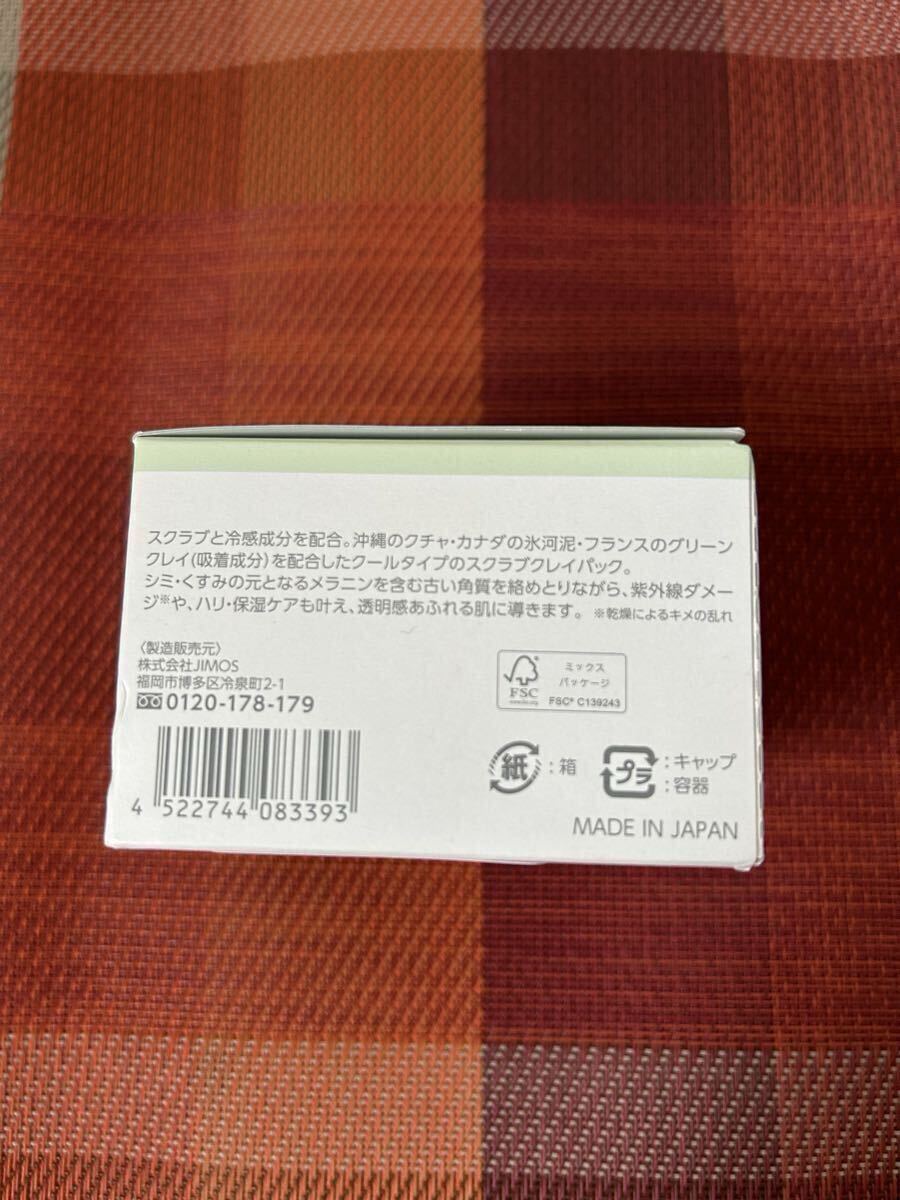 スクラブと冷感成分を配合。沖縄のクチャ・カナダの氷河泥・フランスのグリーン
クレイ(吸着成分)を配合したクールタイプのスクラブクレイパック。
シミ・くすみの元となるメラニンを含む古い角質を絡めとりながら、紫外線ダメー
ジ※や、ハリ・保湿ケアも叶え、透明感あふれる肌に導きます。 ※乾燥によるキメの乱れ
〈製造販売元〉
株式会社JIMOS
福岡市博多区冷泉町2-1
0120-178-179
FSC
ミックス
パッケージ
FSC® C139243
紙 :箱
プラ :キャップ
:容器
4 522744 083393
MADE IN JAPAN